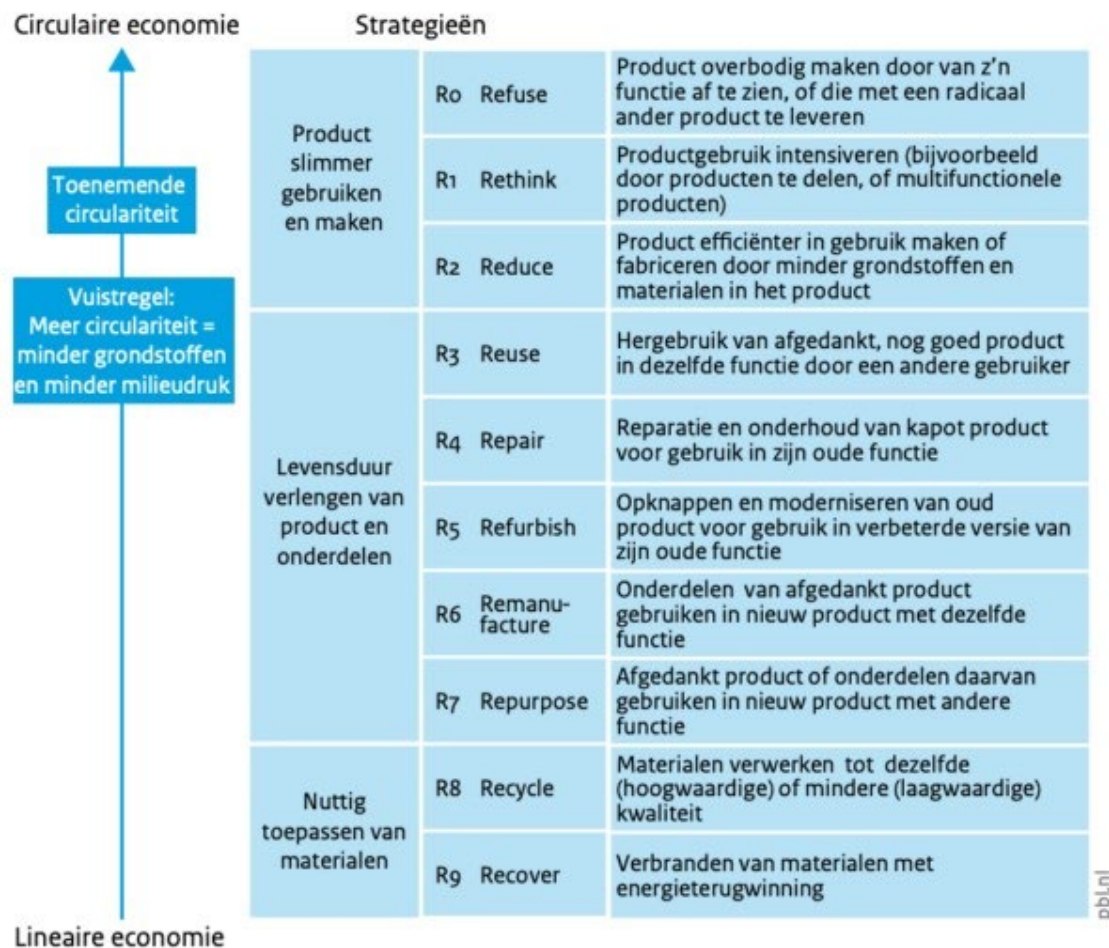 Circulaire economie
Strategieën
Toenemende
circulariteit
Vuistregel:
Meer circulariteit =
minder grondstoffen
en minder milieudruk
Lineaire economie
Product
slimmer
gebruiken
en maken
R0 Refuse
Product overbodig maken door van z'n
functie af te zien, of die met een radicaal
ander product te leveren
R1 Rethink
Productgebruik intensiveren (bijvoorbeeld
door producten te delen, of multifunctionele
producten)
R2 Reduce
Product efficiënter in gebruik maken of
fabriceren door minder grondstoffen en
materialen in het product
Levensduur
verlengen van
product en
onderdelen
R3 Reuse
Hergebruik van afgedankt, nog goed product
in dezelfde functie door een andere gebruiker
R4 Repair
Reparatie en onderhoud van kapot product
voor gebruik in zijn oude functie
R5 Refurbish
Opknappen en moderniseren van oud
product voor gebruik in verbeterde versie van
zijn oude functie
R6 Remanu-
facture
Onderdelen van afgedankt product
gebruiken in nieuw product met dezelfde
functie
R7 Repurpose
Afgedankt product of onderdelen daarvan
gebruiken in nieuw product met andere
functie
Nuttig
toepassen van
materialen
R8 Recycle
Materialen verwerken tot dezelfde
(hoogwaardige) of mindere (laagwaardige)
kwaliteit
R9 Recover
Verbranden van materialen met
energieterugwinning
pbl.nl